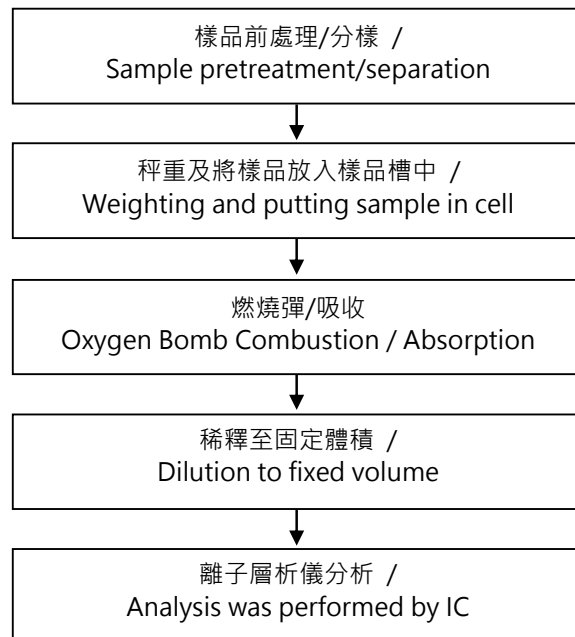 樣品前處理/分樣 /
Sample pretreatment/separation
秤重及將樣品放入樣品槽中 /
Weighting and putting sample in cell
燃燒彈/吸收
Oxygen Bomb Combustion / Absorption
稀釋至固定體積 /
Dilution to fixed volume
離子層析儀分析 /
Analysis was performed by IC